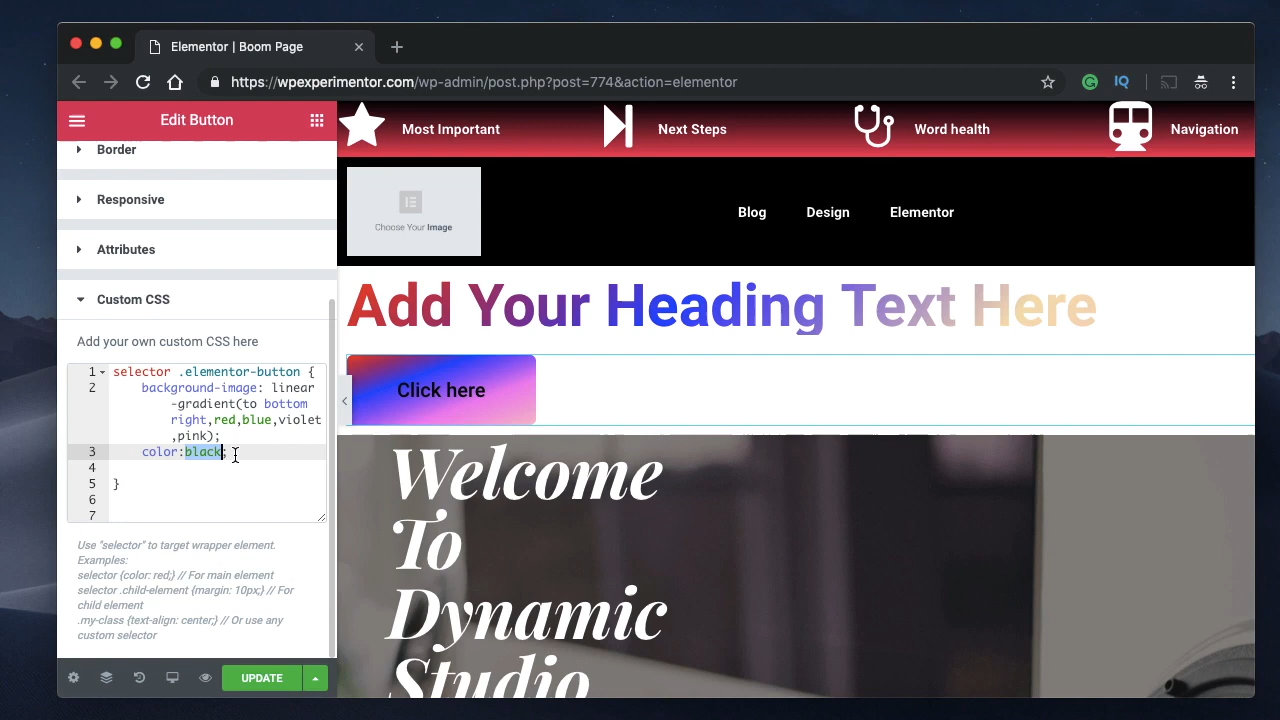 Elementor | Boom Page
https://wpexperimentor.com/wp-admin/post.php?post=774&action=elementor
Edit Button
Border
Responsive
Attributes
Custom CSS
Add your own custom CSS here
1 selector .elementor-button {
2 background-image: linear
-gradient(to bottom
right,red,blue,violet
,pink);
3 color:black;
4
5 }
6
7
Use "selector" to target wrapper element.
Examples:
selector {color: red;} // For main element
selector .child-element {margin: 10px;} // For
child element
.my-class {text-align: center;} // Or use any
custom selector
UPDATE
Most Important
Next Steps
Word health
Navigation
Choose Your Image
Blog
Design
Elementor
Add Your Heading Text Here
Click here
Welcome
To
Dynamic
Studio